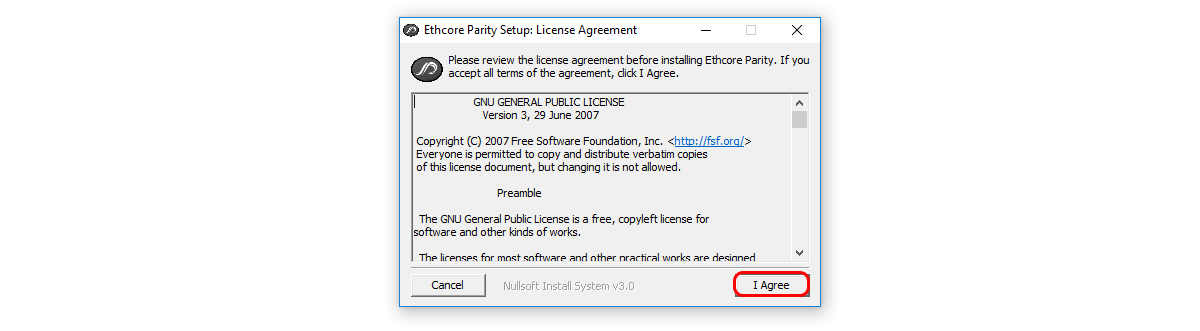 Ethcore Parity Setup: License Agreement
Please review the license agreement before installing Ethcore Parity. If you
accept all terms of the agreement, click I Agree.
GNU GENERAL PUBLIC LICENSE
Version 3, 29 June 2007
Copyright (C) 2007 Free Software Foundation, Inc. <http://fsf.org/>
Everyone is permitted to copy and distribute verbatim copies
of this license document, but changing it is not allowed.
Preamble
The GNU General Public License is a free, copyleft license for
software and other kinds of works.
The licenses for most software and other practical works are designed
Cancel
Nullsoft Install System v3.0
I Agree